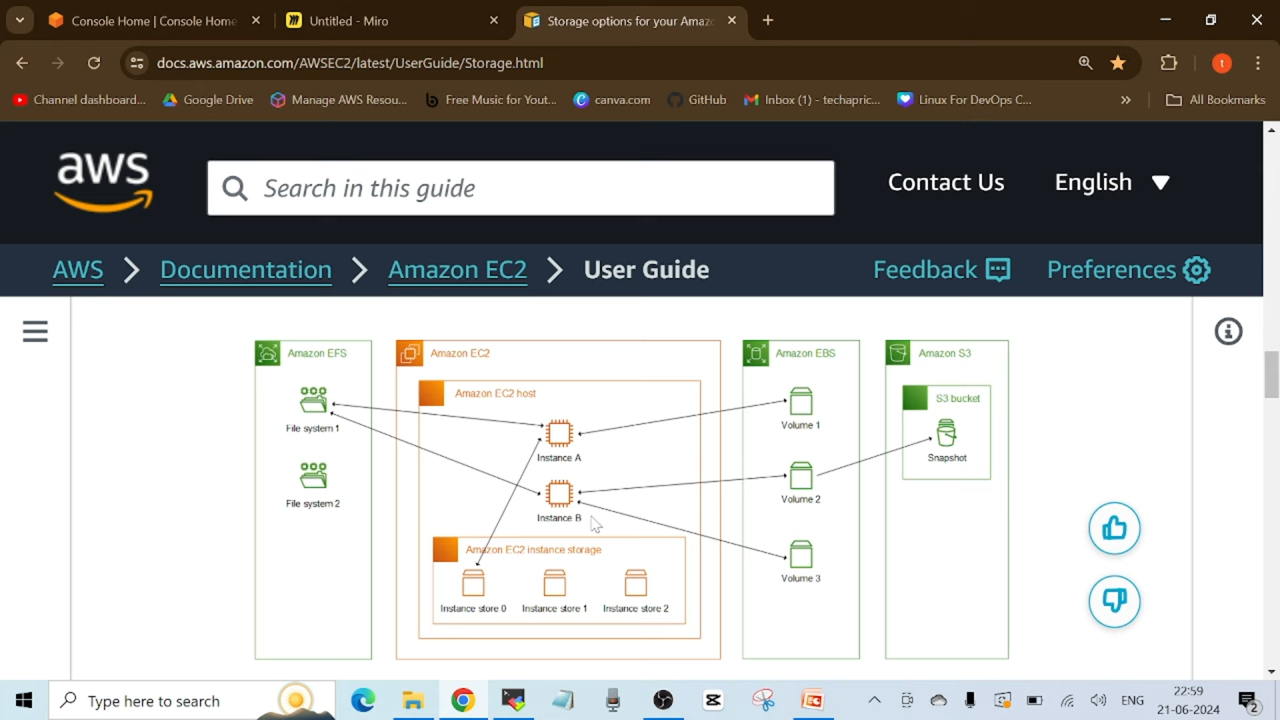 Console Home | Console Home
Untitled - Miro
Storage options for your Amaz
docs.aws.amazon.com/AWSEC2/latest/UserGuide/Storage.html
t
Channel dashboard...
Google Drive
Manage AWS Resou...
Free Music for Yout...
canva.com
GitHub
Inbox (1) - techapric...
Linux For DevOps C...
All Bookmarks
aws
Search in this guide
Contact Us
English
AWS
Documentation
Amazon EC2
User Guide
Feedback
Preferences
Amazon EFS
Amazon EC2
Amazon EBS
Amazon S3
Amazon EC2 host
S3 bucket
File system 1
Volume 1
Instance A
Snapshot
File system 2
Volume 2
Instance B
Amazon EC2 instance storage
Volume 3
Instance store 0
Instance store 1
Instance store 2
Type here to search
ENG
22:59
21-06-2024
2